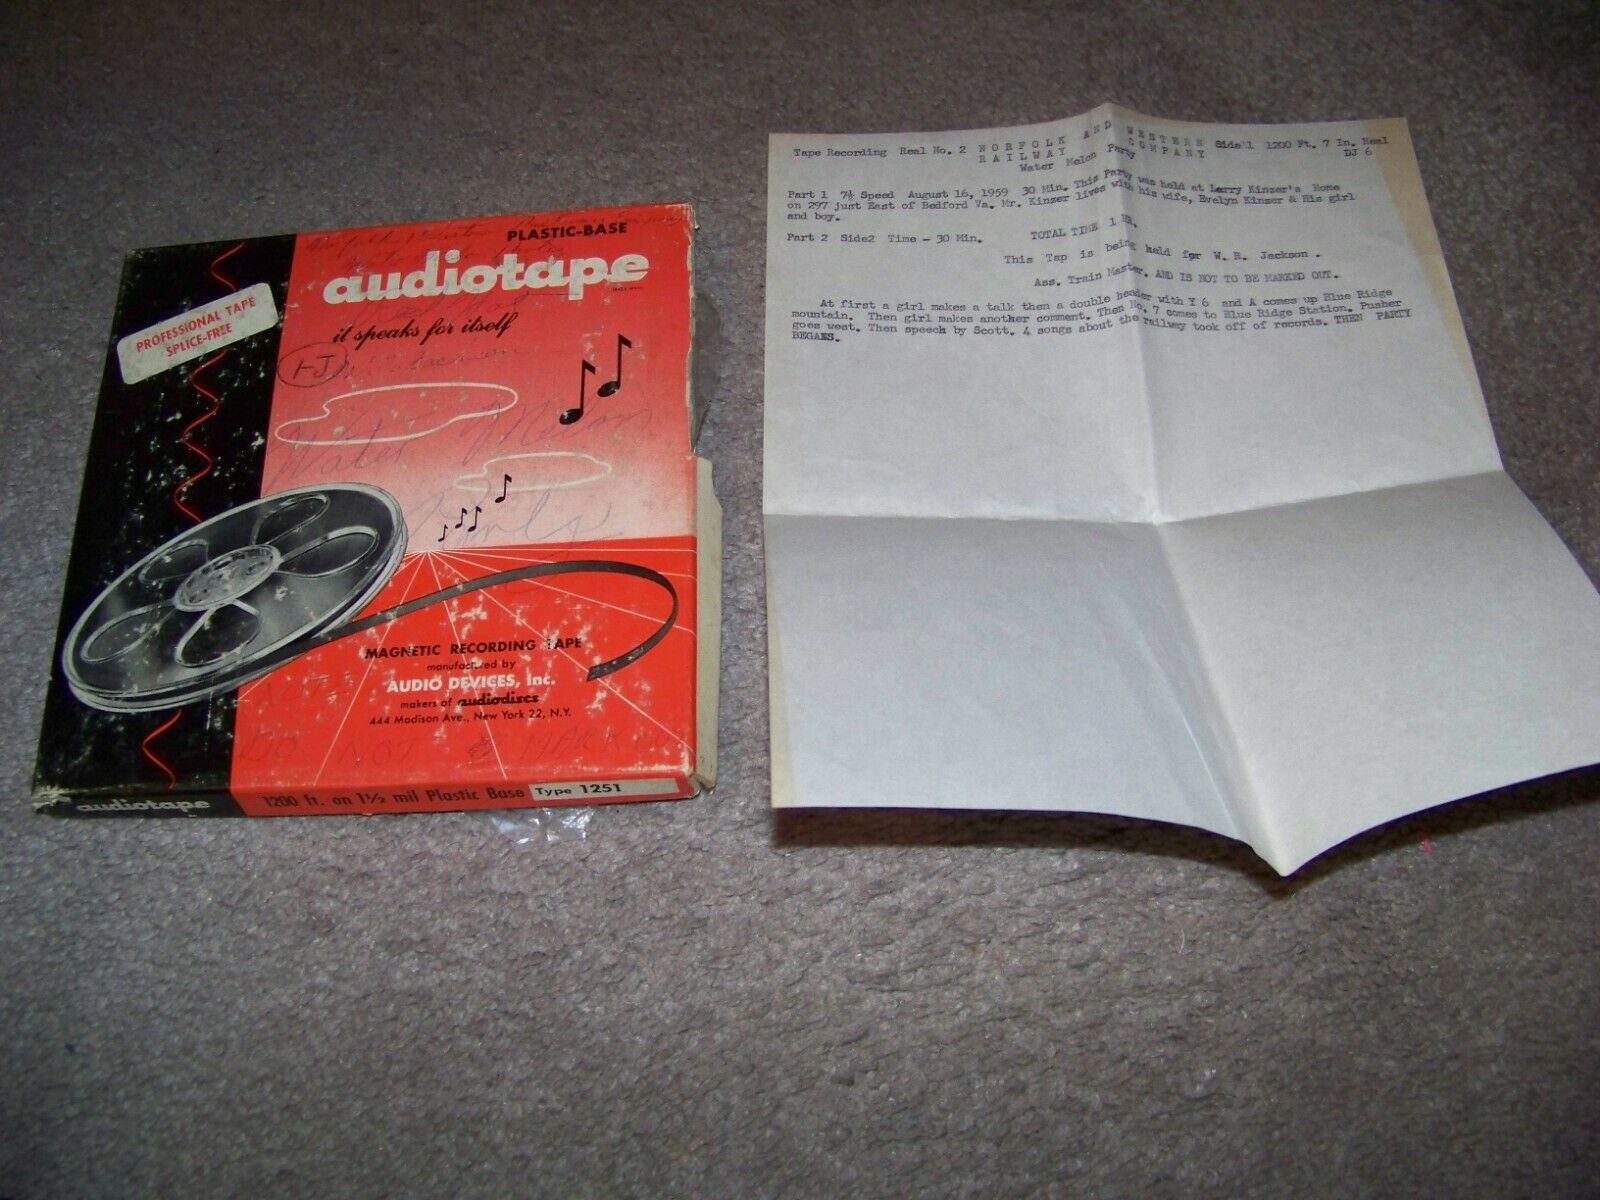 PLASTIC-BASE
audiotape
TRADE MARK
it speaks for itself
PROFESSIONAL TAPE
SPLICE-FREE
Water Melon
Party
MAGNETIC RECORDING TAPE
manufactured by
AUDIO DEVICES, Inc.
makers of audiodiscs
444 Madison Ave., New York 22, N.Y.
DO NOT MARK
audiotape
1200 ft. on 1½ mil Plastic Base Type 1251
Tape Recording Real No. 2 NORFOLK AND WESTERN Side 1 1200 Ft. 7 In. Real
RAILWAY COMPANY DJ 6
Water Melon Party
Part 1 7½ Speed August 16, 1959 30 Min. This Party was held at Larry Kinzer's Home
on 297 just East of Bedford Va. Mr. Kinzer lives with his wife, Evelyn Kinzer & His girl
and boy.
TOTAL TIME 1 HR.
Part 2 Side2 Time - 30 Min.
This Tap is being held for W. R. Jackson.
Ass. Train Master. AND IS NOT TO BE MARKED OUT.
At first a girl makes a talk then a double header with Y 6 and A comes up Blue Ridge
mountain. Then girl makes another comment. Then No. 7 comes to Blue Ridge Station. Pusher
goes west. Then speech by Scott. 4 songs about the railway took off of records. THEN PARTY
BEGANS.